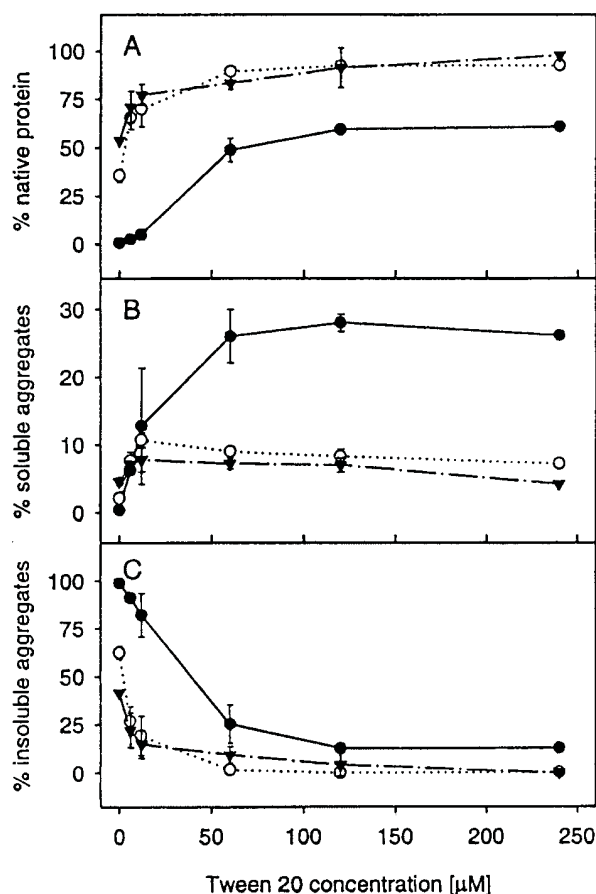 A
% native protein
100
75
50
25
0
B
% soluble aggregates
30
20
10
0
C
% insoluble aggregates
100
75
50
25
0
0 50 100 150 200 250
Tween 20 concentration [μM]